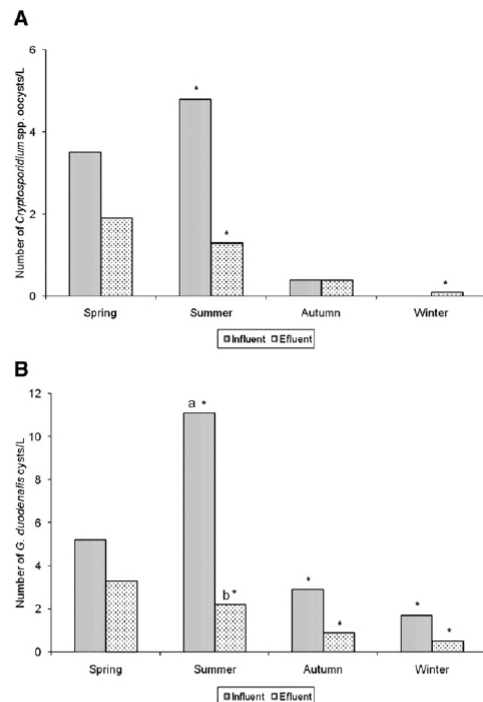 A
Number of Cryptosporidium spp. oocysts/L
6
4
2
0
*
*
*
Spring Summer Autumn Winter
Influent Efluent
B
Number of G. duodenalis cysts/L
12
10
8
6
4
2
0
a *
b *
*
*
*
*
Spring Summer Autumn Winter
Influent Efluent